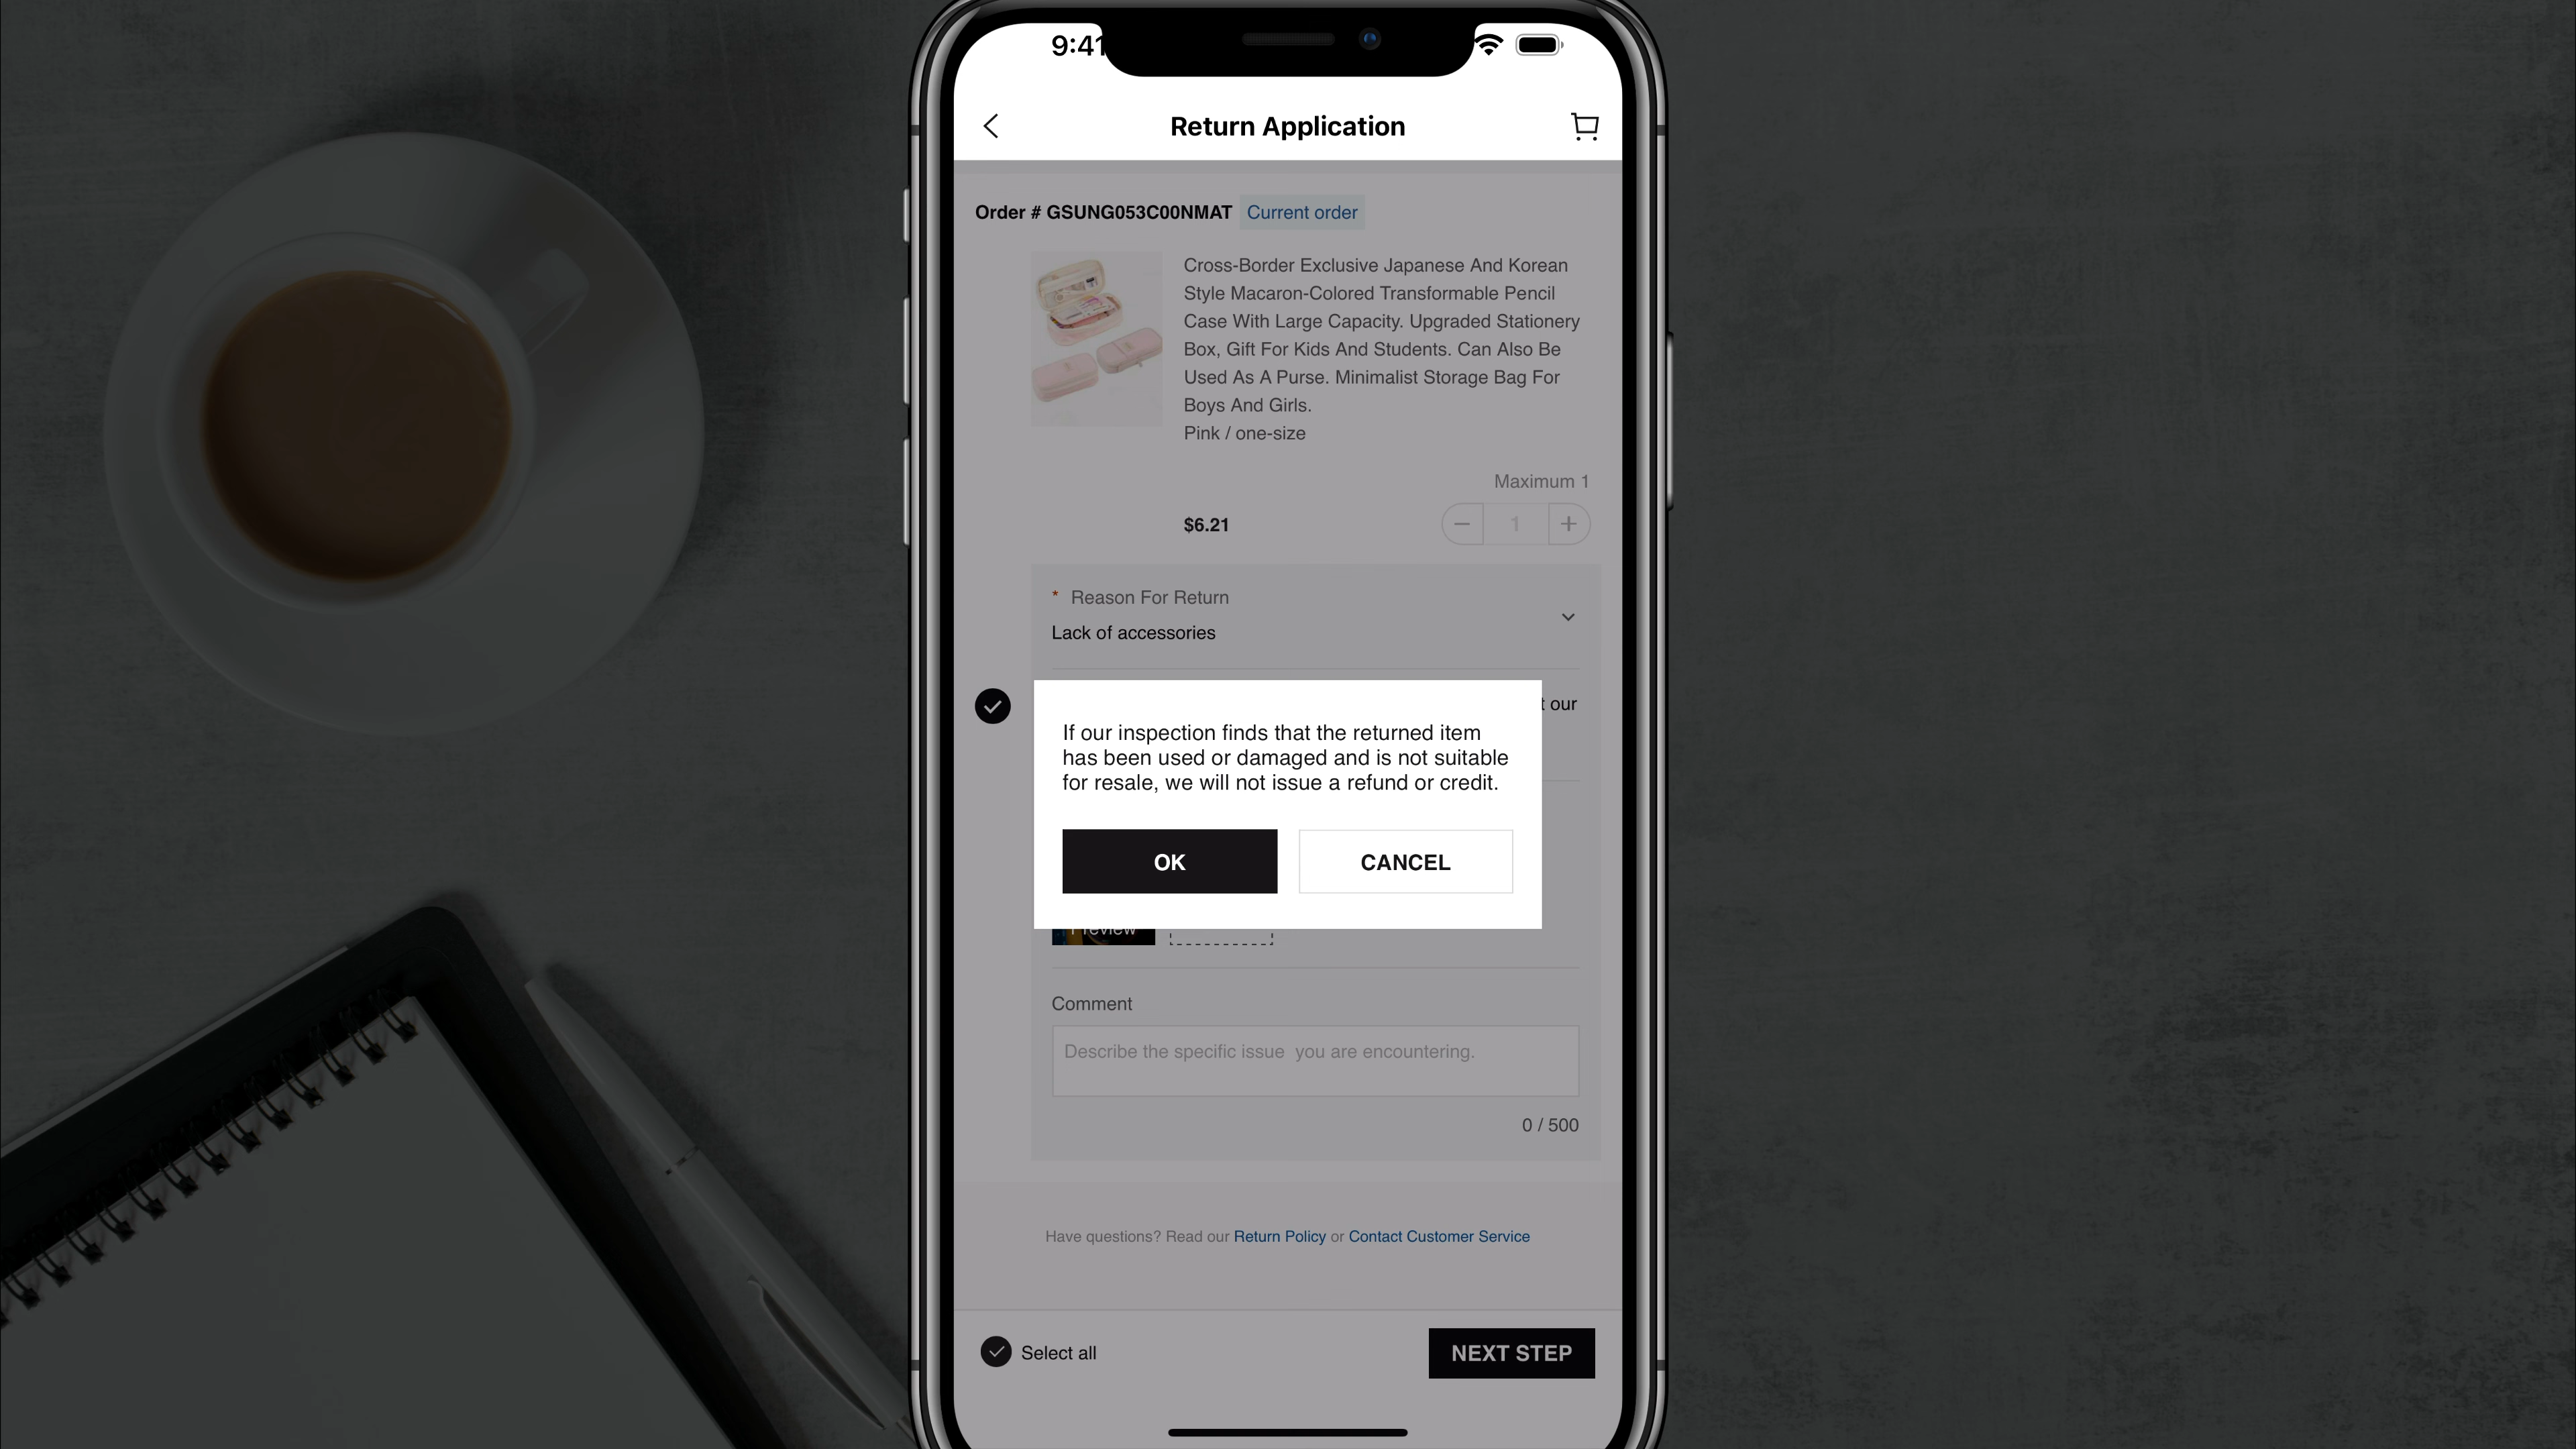 9:41
Return Application
Order # GSUNG053C00NMAT Current order
Cross-Border Exclusive Japanese And Korean
Style Macaron-Colored Transformable Pencil
Case With Large Capacity. Upgraded Stationery
Box, Gift For Kids And Students. Can Also Be
Used As A Purse. Minimalist Storage Bag For
Boys And Girls.
Pink / one-size
Maximum 1
$6.21
1
* Reason For Return
Lack of accessories
our
If our inspection finds that the returned item
has been used or damaged and is not suitable
for resale, we will not issue a refund or credit.
OK CANCEL
Preview
Comment
Describe the specific issue you are encountering.
0 / 500
Have questions? Read our Return Policy or Contact Customer Service
Select all
NEXT STEP